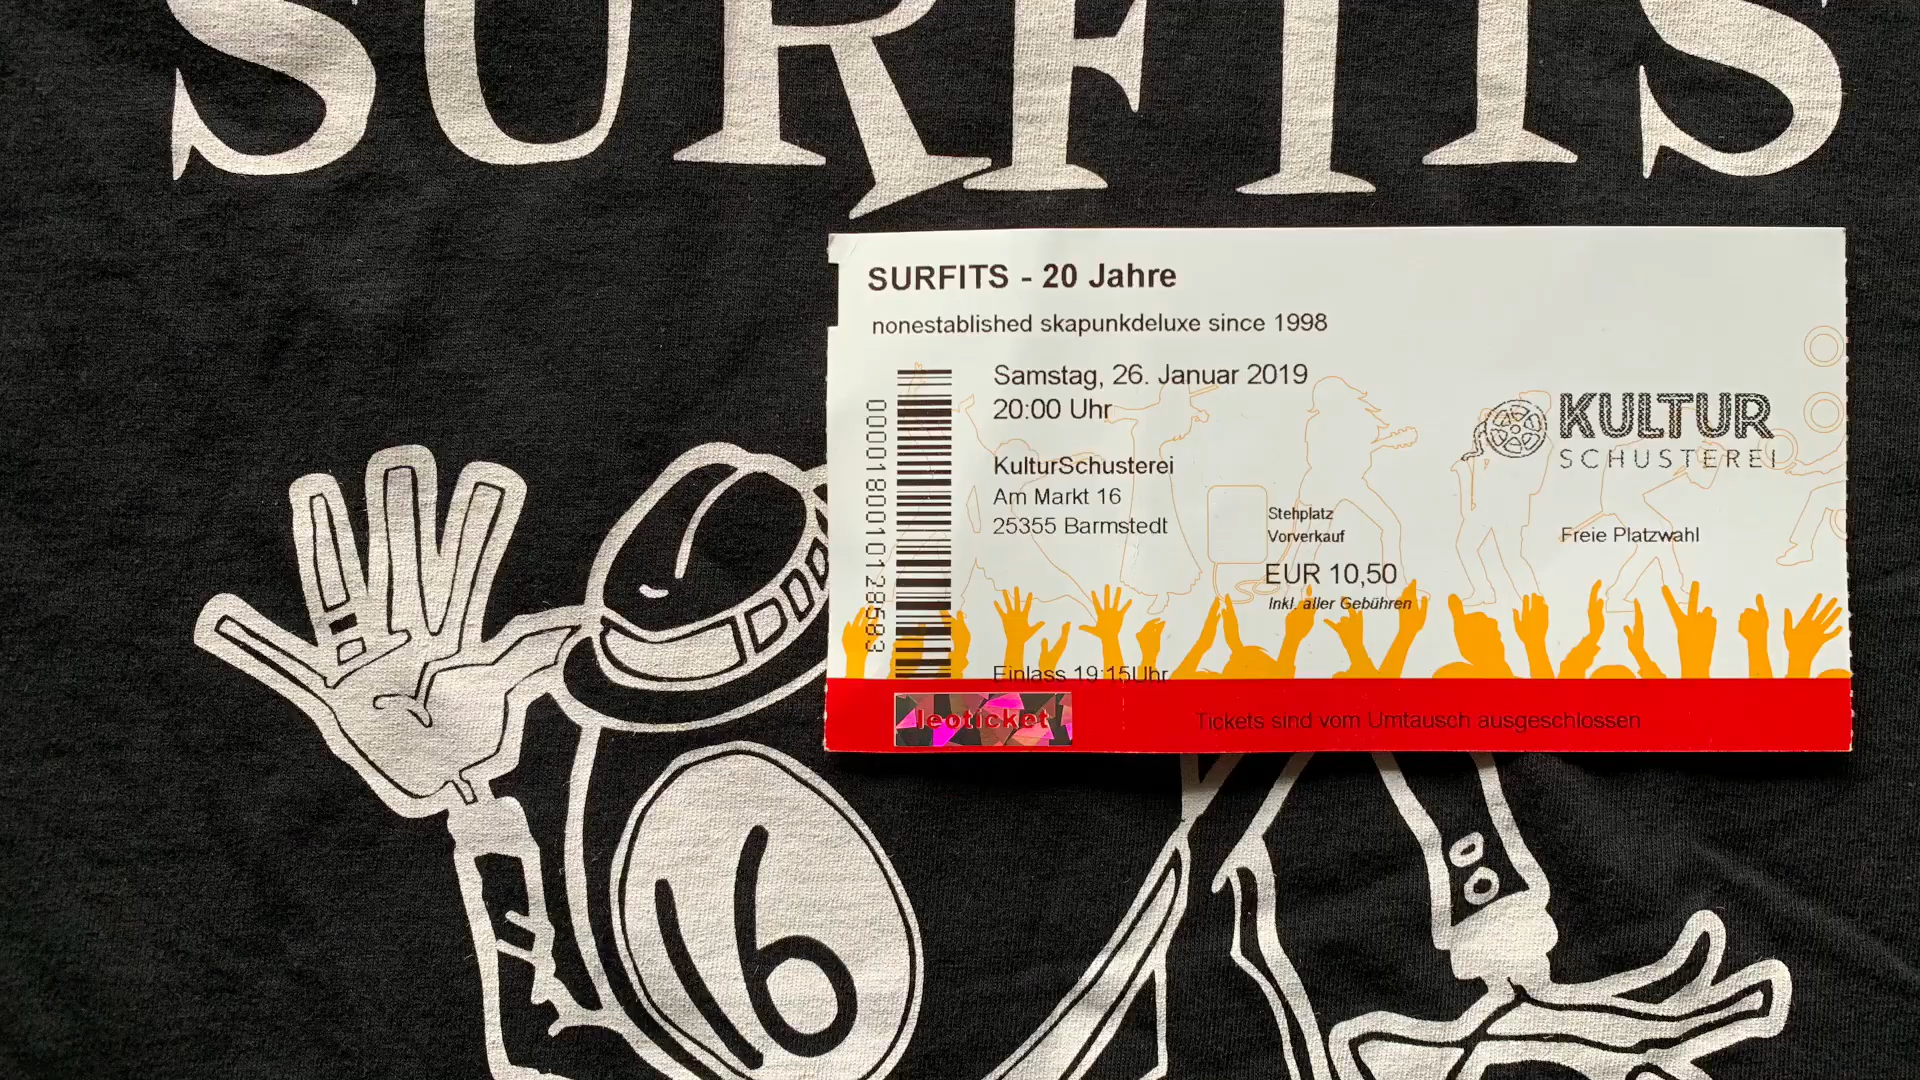 SURFITS
SURFITS - 20 Jahre
nonestablished skapunkdeluxe since 1998
Samstag, 26. Januar 2019
20:00 Uhr
KULTUR
SCHUSTEREI
KulturSchusterei
Am Markt 16
25355 Barmstedt
Stehplatz
Vorverkauf
Freie Platzwahl
EUR 10,50
Inkl. aller Gebühren
00001800010128583
Einlass 19:15Uhr
leoticket
Tickets sind vom Umtausch ausgeschlossen
16